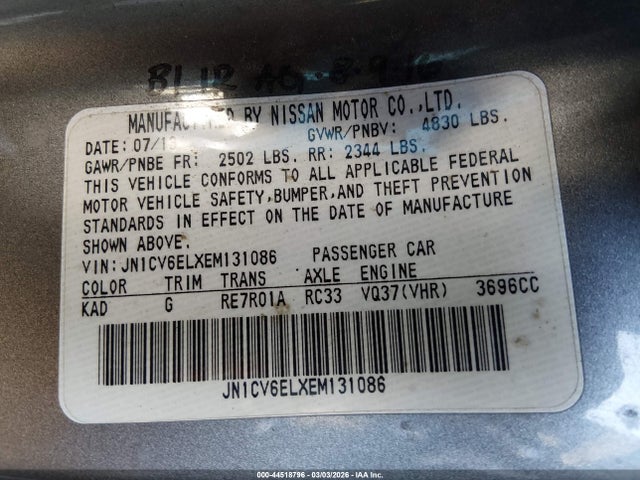 MANUFACTURED BY NISSAN MOTOR CO.,LTD.
DATE: 07/13 GVWR/PNBV: 4830 LBS.
GAWR/PNBE FR: 2502 LBS. RR: 2344 LBS.
THIS VEHICLE CONFORMS TO ALL APPLICABLE FEDERAL
MOTOR VEHICLE SAFETY,BUMPER,AND THEFT PREVENTION
STANDARDS IN EFFECT ON THE DATE OF MANUFACTURE
SHOWN ABOVE.
VIN:JN1CV6ELXEM131086 PASSENGER CAR
COLOR TRIM TRANS AXLE ENGINE
KAD G RE7R01A RC33 VQ37(VHR) 3696CC
JN1CV6ELXEM131086
000-44518796 - 03/03/2026 - IAA Inc.